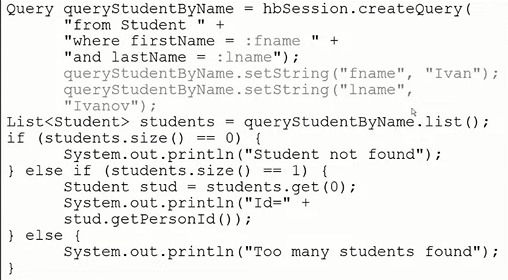 Query queryStudentByName = hbSession.createQuery(
"from Student " +
"where firstName = :fname " +
"and lastName = :lname");
queryStudentByName.setString("fname", "Ivan");
queryStudentByName.setString("lname",
"Ivanov");
List<Student> students = queryStudentByName.list();
if (students.size() == 0) {
System.out.println("Student not found");
} else if (students.size() == 1) {
Student stud = students.get(0);
System.out.println("Id=" +
stud.getPersonId());
} else {
System.out.println("Too many students found");
}